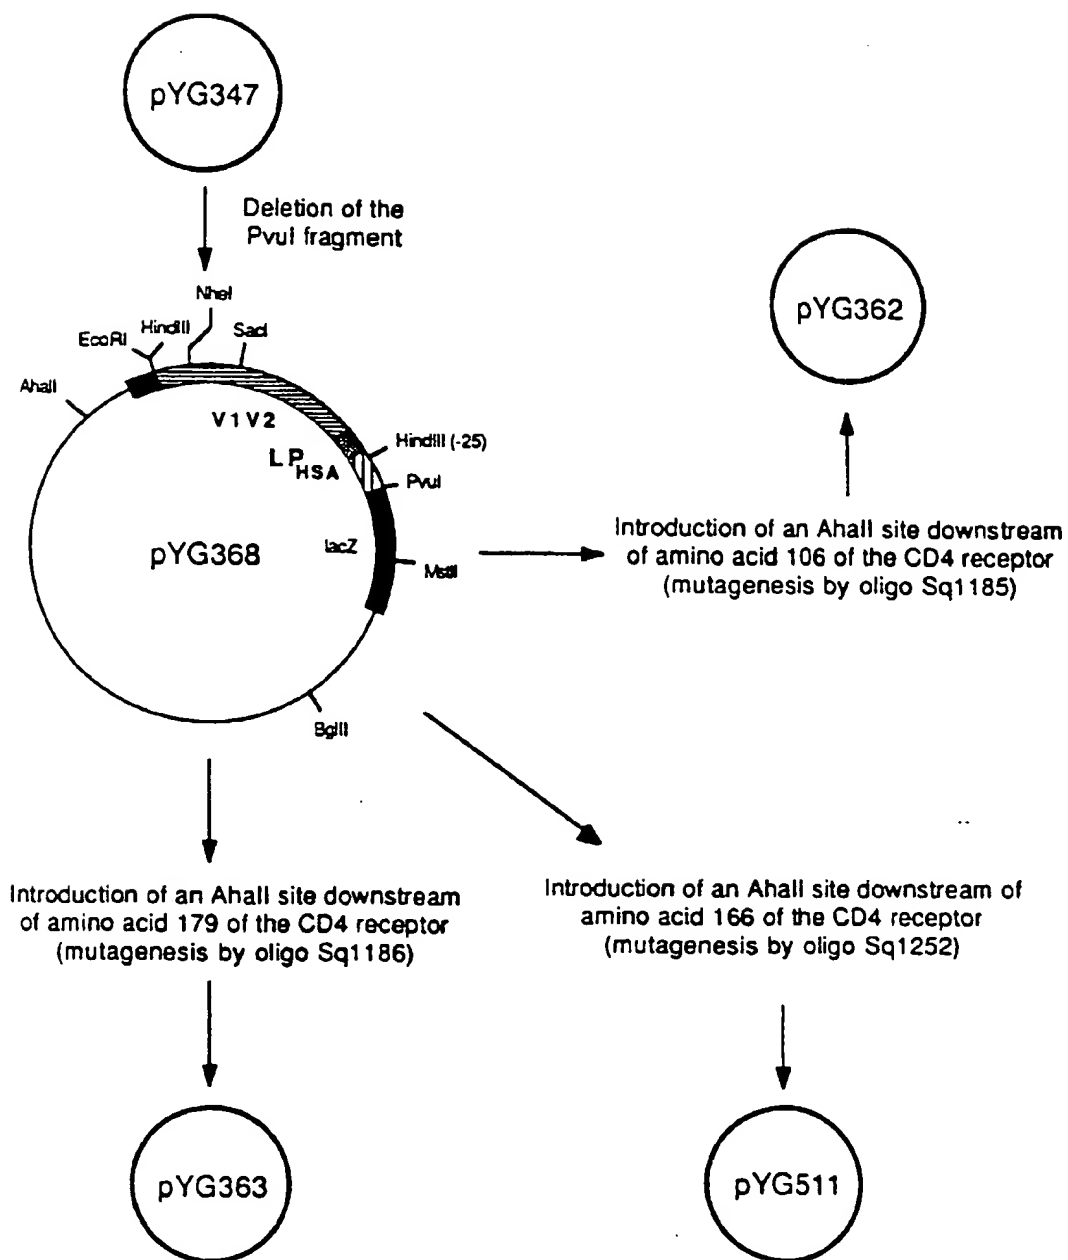 pYG347
Deletion of the
PvuI fragment
NheI
HindIII
SacI
EcoRI
AhaII
V1V2
HindIII (-25)
LP HSA
PvuI
pYG368
lacZ
MstII
BglII
pYG362
Introduction of an AhaII site downstream
of amino acid 106 of the CD4 receptor
(mutagenesis by oligo Sq1185)
Introduction of an AhaII site downstream
of amino acid 179 of the CD4 receptor
(mutagenesis by oligo Sq1186)
Introduction of an AhaII site downstream of
amino acid 166 of the CD4 receptor
(mutagenesis by oligo Sq1252)
pYG363
pYG511